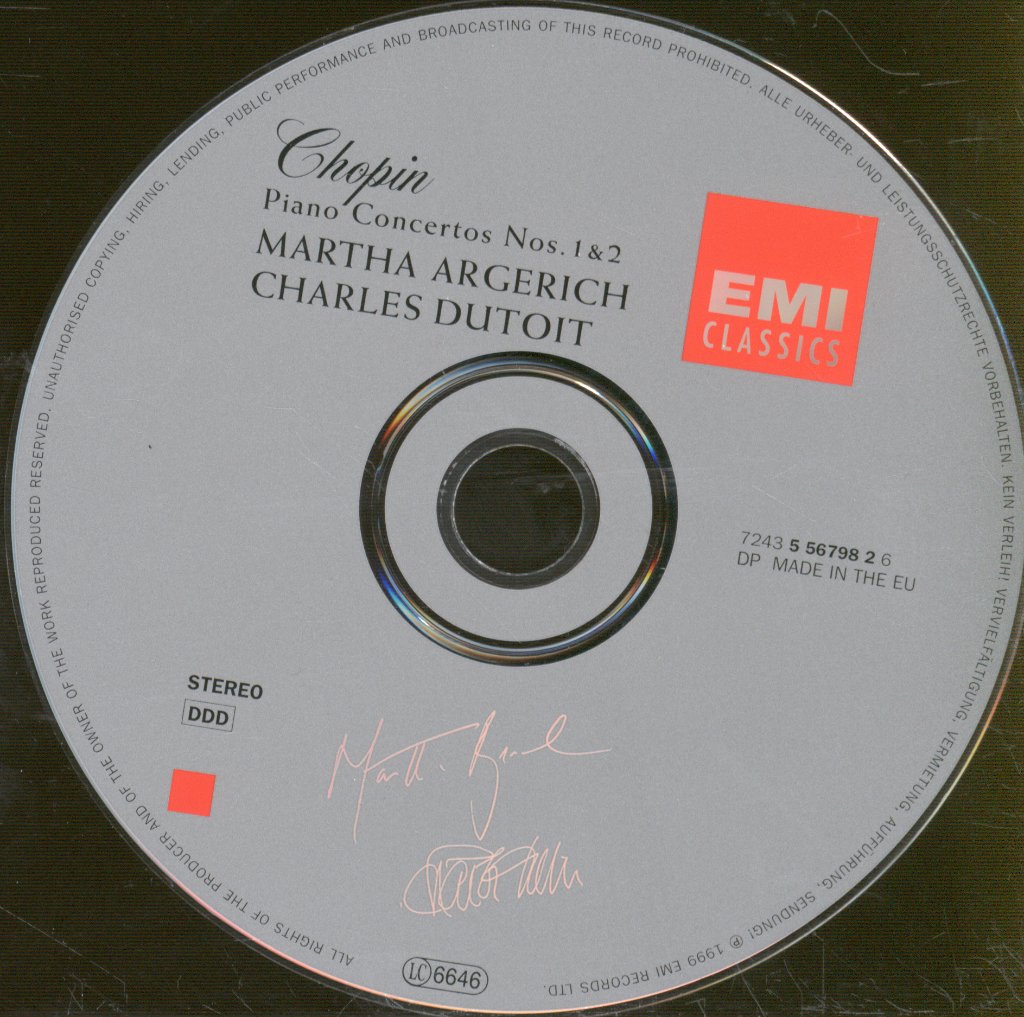 Chopin
Piano Concertos Nos. 1 & 2
MARTHA ARGERICH
CHARLES DUTOIT
EMI
CLASSICS
7243 5 56798 2 6
DP MADE IN THE EU
STEREO
DDD
LC 6646
ALL RIGHTS OF THE PRODUCER AND OF THE OWNER OF THE WORK REPRODUCED RESERVED. UNAUTHORISED COPYING, HIRING, LENDING, PUBLIC PERFORMANCE AND BROADCASTING OF THIS RECORD PROHIBITED. ALLE URHEBER- UND LEISTUNGSSCHUTZRECHTE VORBEHALTEN. KEIN VERLEIH! VERVIELFÄLTIGUNG, VERMIETUNG, AUFFÜHRUNG, SENDUNG! ℗ 1999 EMI RECORDS LTD.